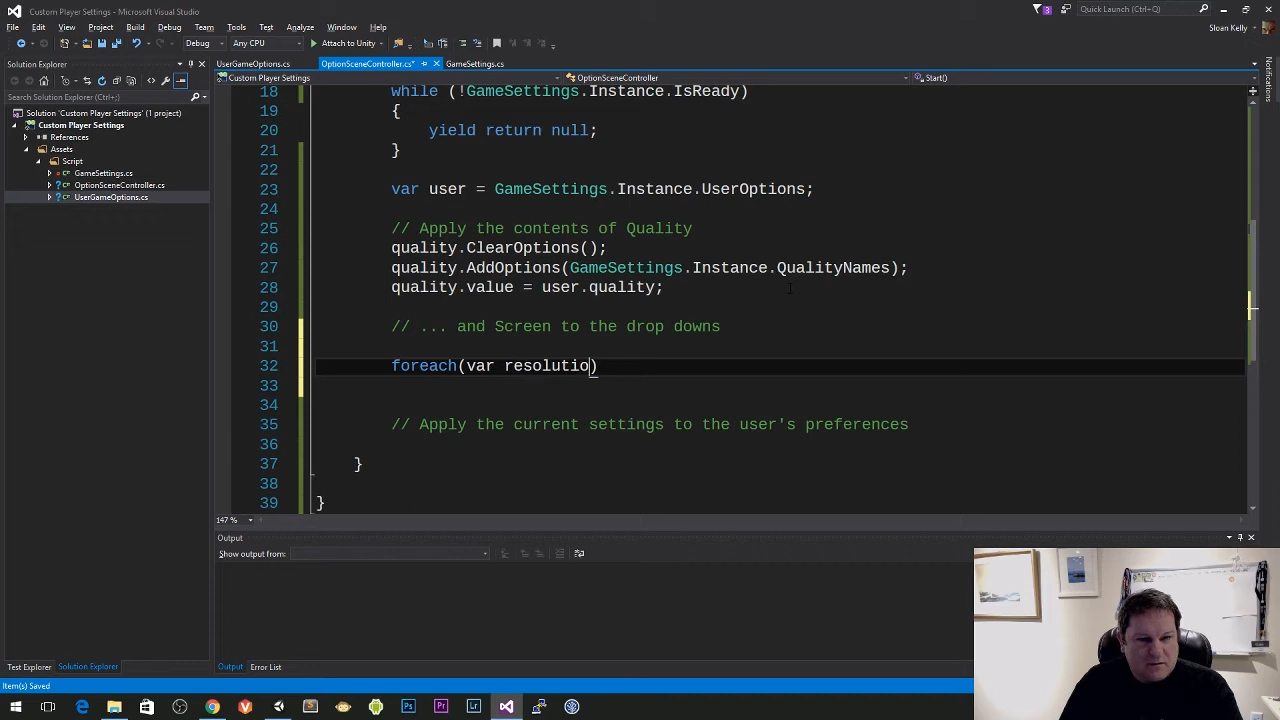 Custom Player Settings - Microsoft Visual Studio
3
Quick Launch (Ctrl+Q)
File Edit View Project Build Debug Team Tools Test Analyze Window Help
Sloan Kelly
Debug Any CPU Attach to Unity
Solution Explorer
UserGameOptions.cs OptionSceneController.cs* GameSettings.cs
Custom Player Settings OptionSceneController Start()
Search Solution Explorer (Ctrl+;)
Solution 'Custom Player Settings' (1 project)
Custom Player Settings
References
Assets
Script
GameSettings.cs
OptionSceneController.cs
UserGameOptions.cs
18 while (!GameSettings.Instance.IsReady)
19 {
20 yield return null;
21 }
22
23 var user = GameSettings.Instance.UserOptions;
24
25 // Apply the contents of Quality
26 quality.ClearOptions();
27 quality.AddOptions(GameSettings.Instance.QualityNames);
28 quality.value = user.quality;
29
30 // ... and Screen to the drop downs
31
32 foreach(var resolutio)
33
34
35 // Apply the current settings to the user's preferences
36
37 }
38
39 }
147 %
Output
Show output from:
Test Explorer Solution Explorer
Output Error List
Item(s) Saved
Notifications